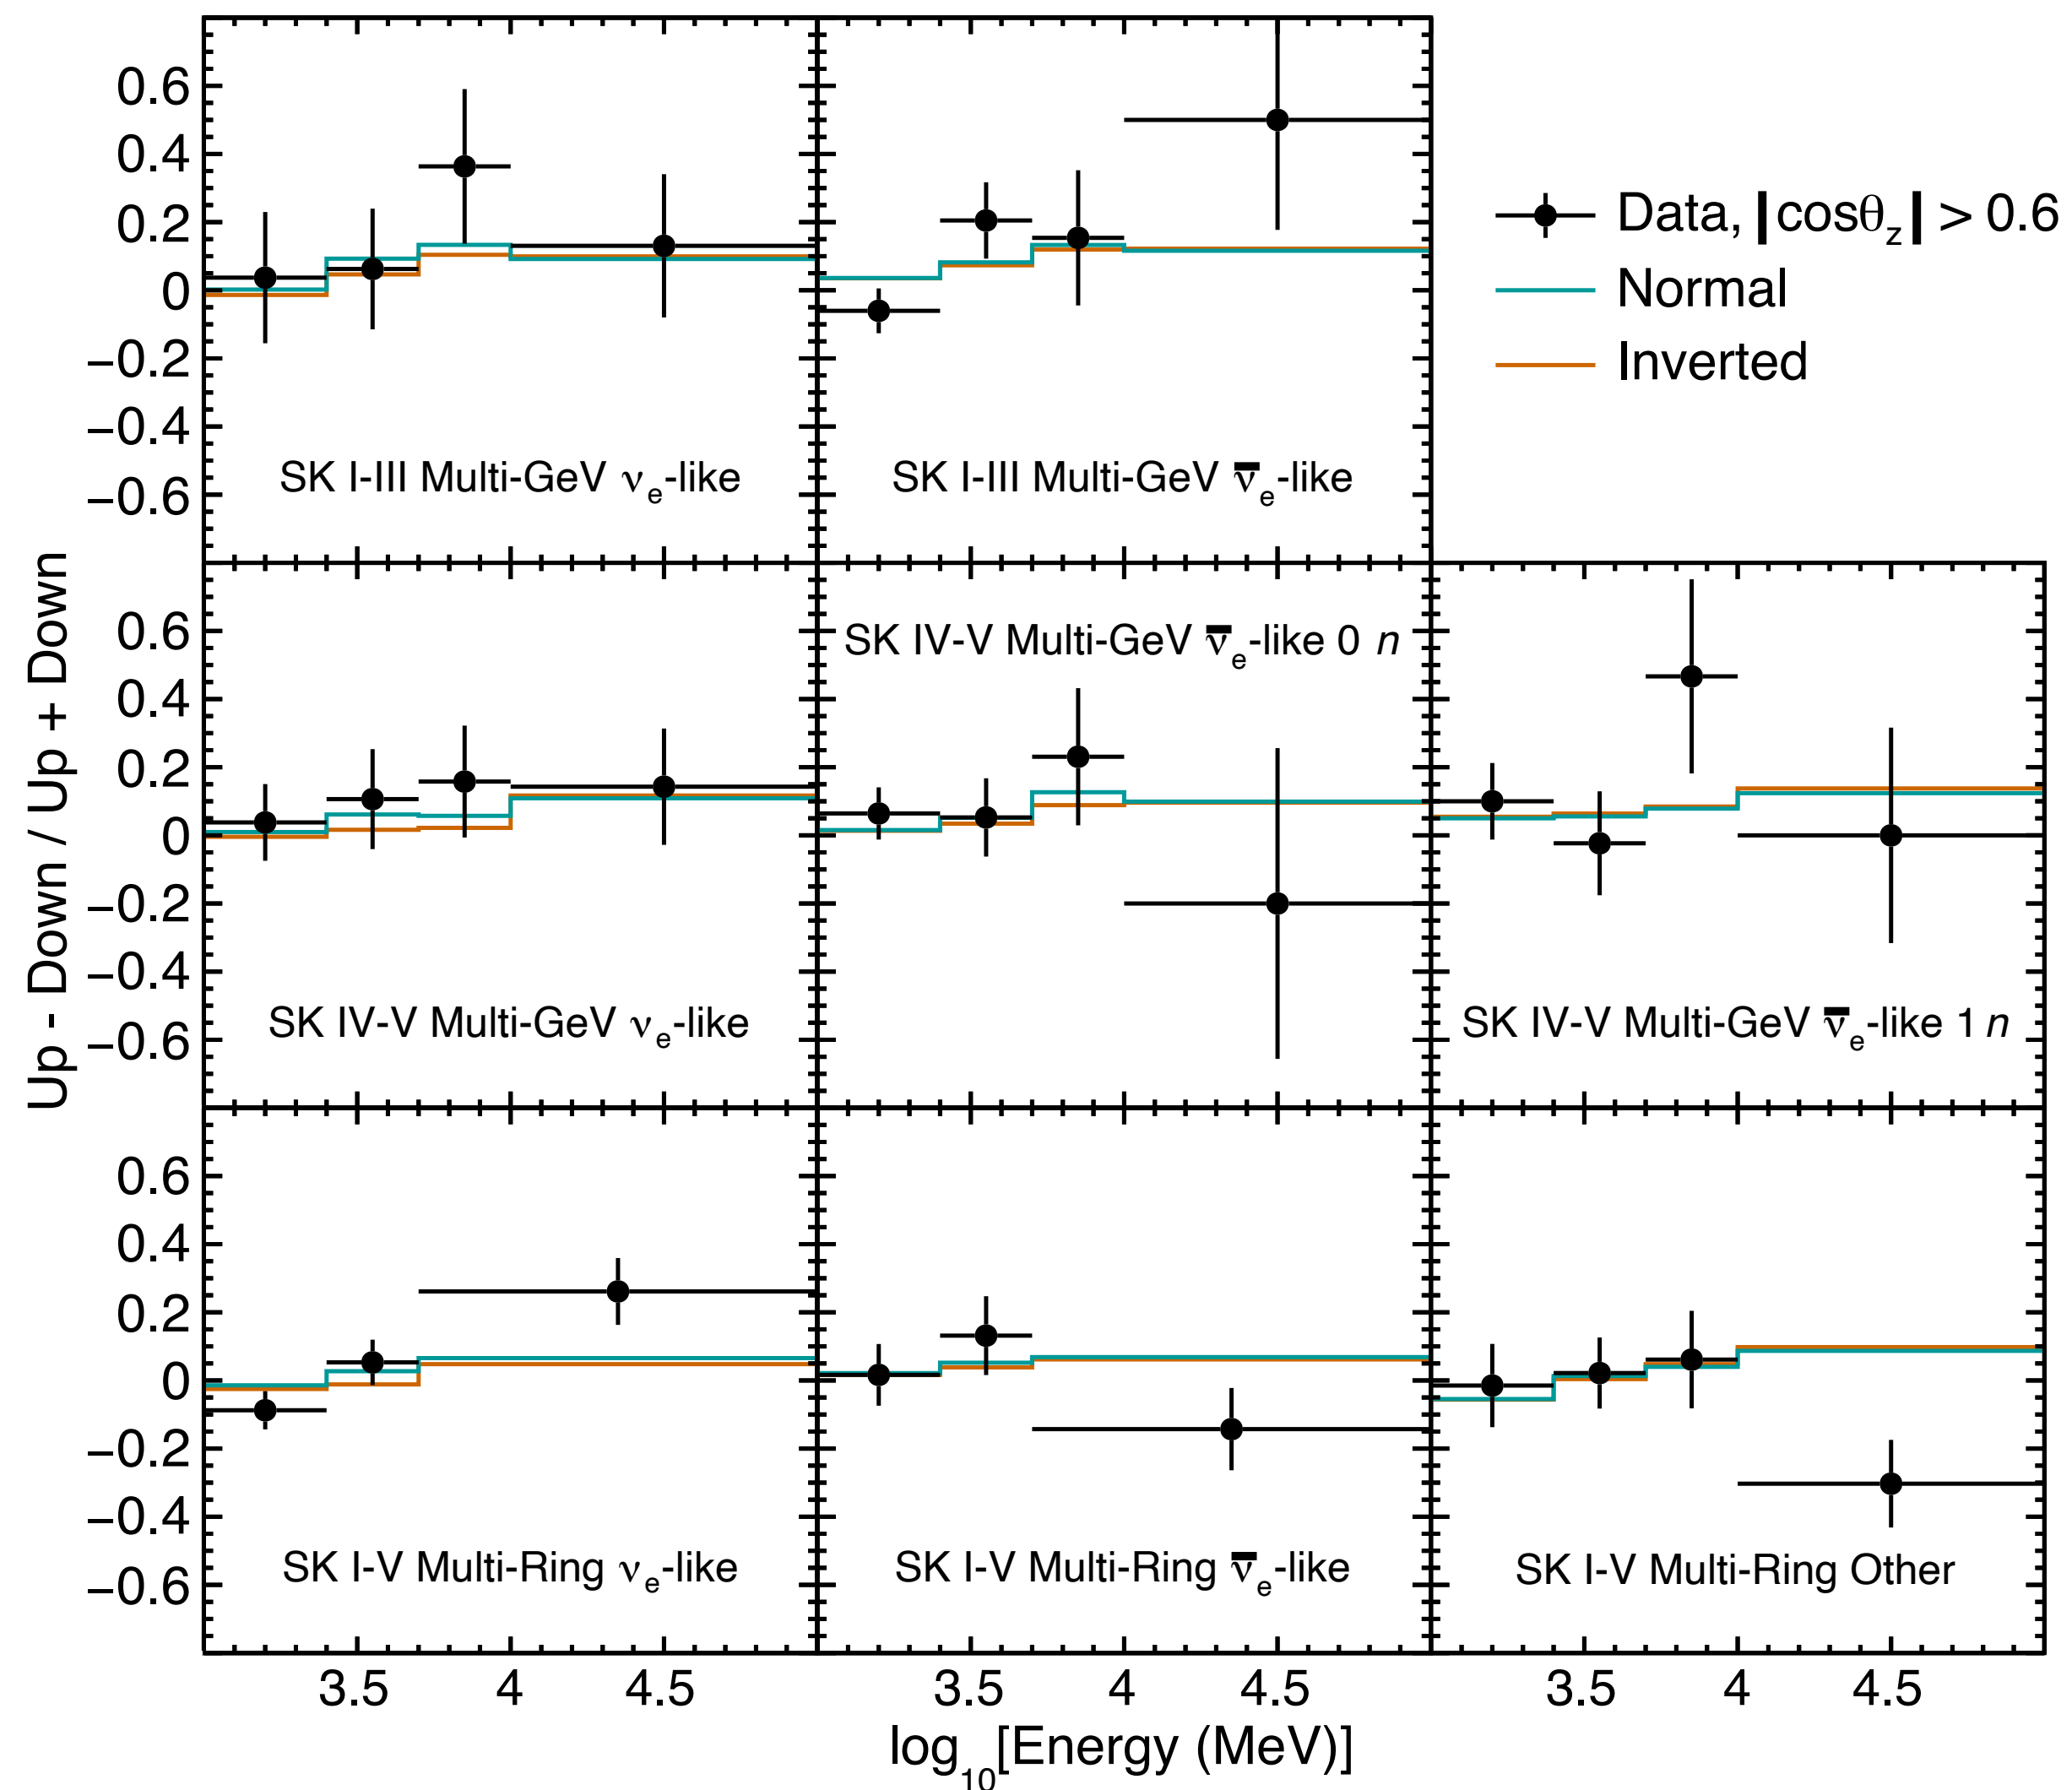 Up - Down / Up + Down
0.6
0.4
0.2
0
−0.2
−0.4
−0.6
SK I-III Multi-GeV νe-like
SK I-III Multi-GeV ν̅e-like
Data, |cosθz| > 0.6
Normal
Inverted
0.6
0.4
0.2
0
−0.2
−0.4
−0.6
SK IV-V Multi-GeV νe-like
SK IV-V Multi-GeV ν̅e-like 0 n
SK IV-V Multi-GeV ν̅e-like 1 n
0.6
0.4
0.2
0
−0.2
−0.4
−0.6
SK I-V Multi-Ring νe-like
SK I-V Multi-Ring ν̅e-like
SK I-V Multi-Ring Other
3.5 4 4.5 3.5 4 4.5 3.5 4 4.5
log10[Energy (MeV)]